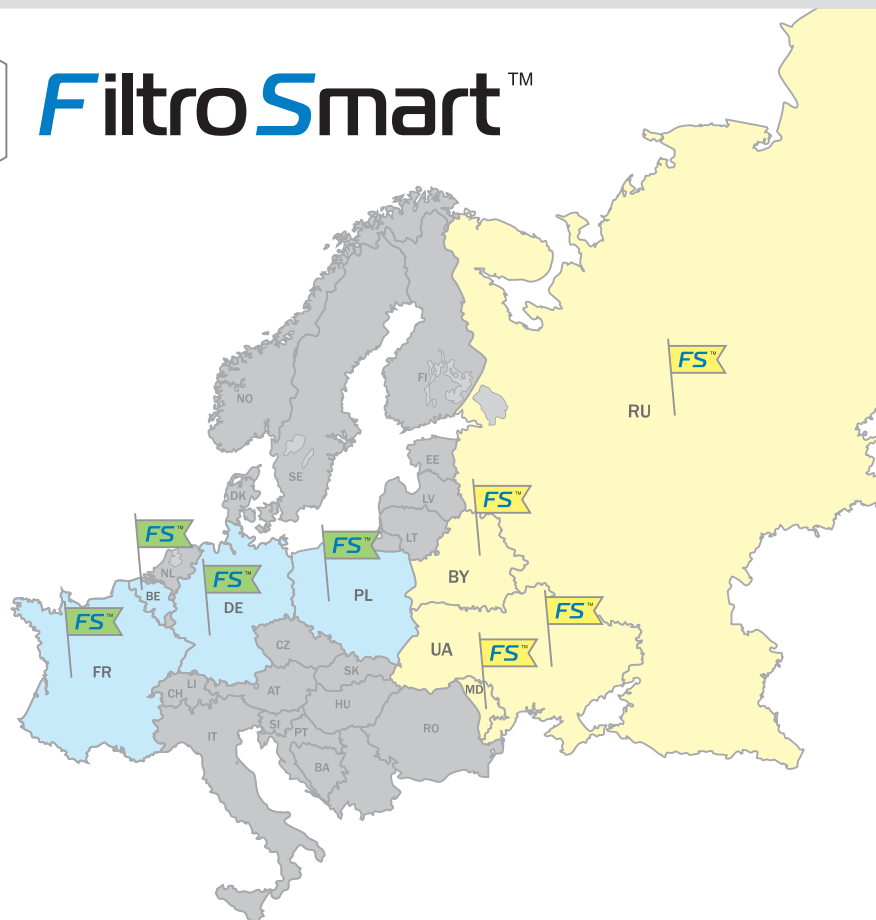 FiltroSmart™
FS™
RU
NO
FI
SE
EE
FS™
LV
DK
LT
FS™
FS™
NL
FS™
BY
BE
DE
PL
FS™
FS™
FR
CZ
UA
FS™
SK
LI
CH
AT
MD
HU
SI
PT
RO
IT
BA